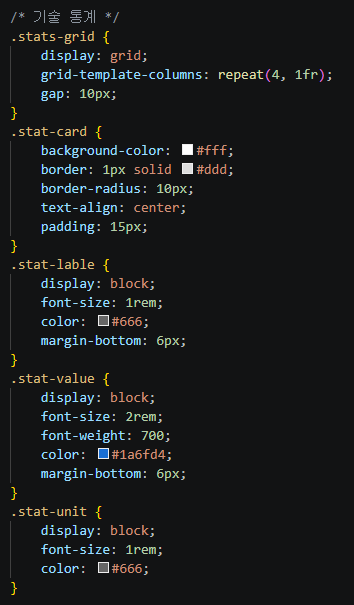 /* 기술 통계 */
.stats-grid {
    display: grid;
    grid-template-columns: repeat(4, 1fr);
    gap: 10px;
}
.stat-card {
    background-color: #fff;
    border: 1px solid #ddd;
    border-radius: 10px;
    text-align: center;
    padding: 15px;
}
.stat-lable {
    display: block;
    font-size: 1rem;
    color: #666;
    margin-bottom: 6px;
}
.stat-value {
    display: block;
    font-size: 2rem;
    font-weight: 700;
    color: #1a6fd4;
    margin-bottom: 6px;
}
.stat-unit {
    display: block;
    font-size: 1rem;
    color: #666;
}